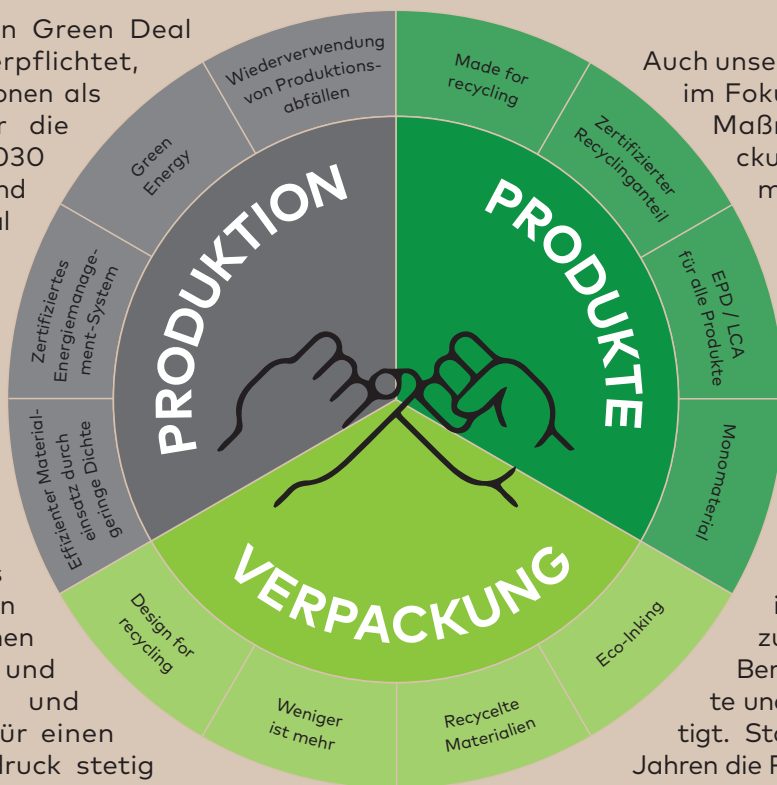 n Green Deal
erpflichtet,
onen als
r die
030
nd
Auch unse
im Foku
Maßn
cku
m
PRODUKTION
Wiederverwendung
von Produktions-
abfällen
Green
Energy
Zertifiziertes
Energiemanage-
ment-System
Effizienter Material-
einsatz durch
geringe Dichte
PRODUKTE
Made for
recycling
Zertifizierter
Recyclinganteil
EPD / LCA
für alle Produkte
Monomaterial
VERPACKUNG
Design for
recycling
Weniger
ist mehr
Recycelte
Materialien
Eco-Inking
n
nen
und
und
ür einen
druck stetig
zu
Ber
te und
tigt. Sta
Jahren die F